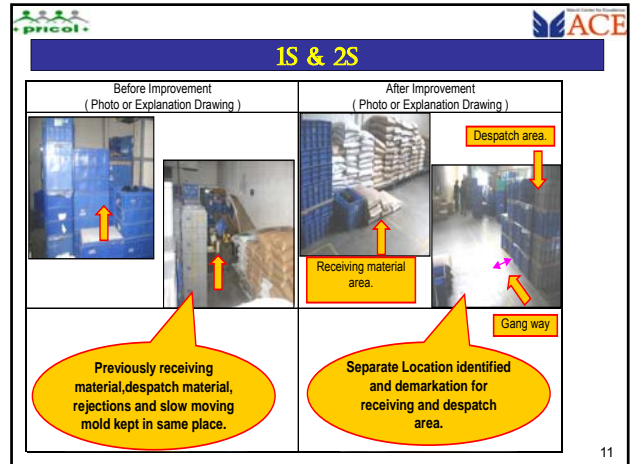 pricol
ACE
1S & 2S
Before Improvement
( Photo or Explanation Drawing )
After Improvement
( Photo or Explanation Drawing )
Despatch area.
Receiving material
area.
Gang way
Previously receiving
material,despatch material,
rejections and slow moving
mold kept in same place.
Separate Location identified
and demarkation for
receiving and despatch
area.
11